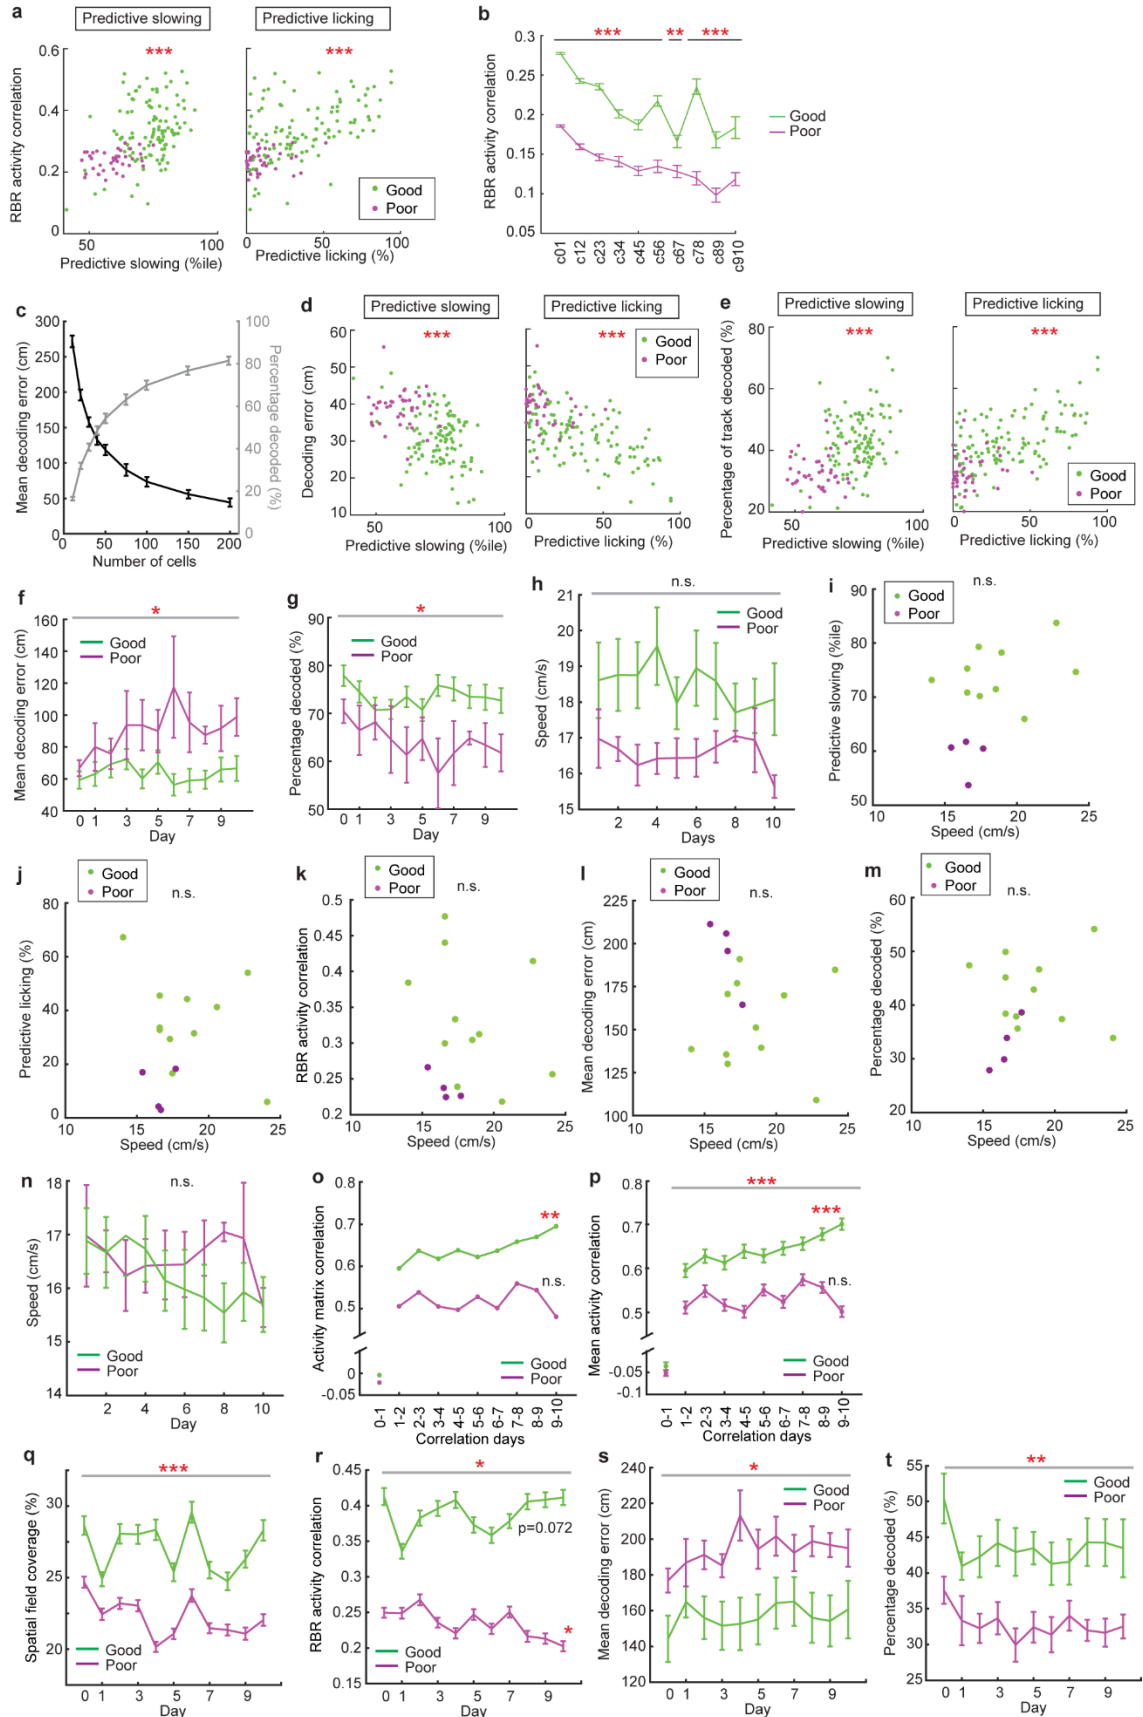 a
Predictive slowing
Predictive licking
***
***
RBR activity correlation
0.6
0.4
0.2
0
50
100
0
50
100
Predictive slowing (%ile)
Predictive licking (%)
Good
Poor
b
***
**
***
RBR activity correlation
0.3
0.25
0.2
0.15
0.1
0.05
c01
c12
c23
c34
c45
c56
c67
c78
c89
c910
Good
Poor
c
Mean decoding error (cm)
300
250
200
150
100
50
0
0
50
100
150
200
Number of cells
100
80
60
40
20
0
Percentage decoded (%)
d
Predictive slowing
Predictive licking
***
***
Good
Poor
Decoding error (cm)
60
50
40
30
20
10
50
100
0
50
100
Predictive slowing (%ile)
Predictive licking (%)
e
Predictive slowing
Predictive licking
***
***
Percentage of track decoded (%)
80
60
40
20
50
100
0
50
100
Predictive slowing (%ile)
Predictive licking (%)
Good
Poor
f
*
Mean decoding error (cm)
160
140
120
100
80
60
40
Good
Poor
0
1
3
5
7
9
Day
g
*
Percentage decoded (%)
90
80
70
60
50
Good
Poor
0
1
3
5
7
9
Day
h
n.s.
Speed (cm/s)
21
20
19
18
17
16
15
Good
Poor
2
4
6
8
10
Days
i
n.s.
Good
Poor
Predictive slowing (%ile)
90
80
70
60
50
10
15
20
25
Speed (cm/s)
j
Good
Poor
n.s.
Predictive licking (%)
80
60
40
20
0
10
15
20
25
Speed (cm/s)
k
Good
Poor
n.s.
RBR activity correlation
0.5
0.45
0.4
0.35
0.3
0.25
0.2
10
15
20
25
Speed (cm/s)
l
Good
Poor
n.s.
Mean decoding error (cm)
225
200
175
150
125
100
10
15
20
25
Speed (cm/s)
m
Good
Poor
n.s.
Percentage decoded (%)
60
50
40
30
20
10
15
20
25
Speed (cm/s)
n
n.s.
Speed (cm/s)
18
17
16
15
14
Good
Poor
2
4
6
8
10
Day
o
**
n.s.
Activity matrix correlation
0.8
0.7
0.6
0.5
0
-0.05
Good
Poor
0-1
1-2
2-3
3-4
4-5
5-6
6-7
7-8
8-9
9-10
Correlation days
p
***
***
n.s.
Mean activity correlation
0.8
0.7
0.6
0.5
-0.05
-0.1
Good
Poor
0-1
1-2
2-3
3-4
4-5
5-6
6-7
7-8
8-9
9-10
Correlation days
q
***
Spatial field coverage (%)
30
25
20
Good
Poor
0
1
3
5
7
9
Day
r
*
p=0.072
*
RBR activity correlation
0.45
0.4
0.35
0.3
0.25
0.2
0.15
0.1
Good
Poor
0
1
3
5
7
9
Day
s
*
Mean decoding error (cm)
240
220
200
180
160
140
120
Good
Poor
0
1
3
5
7
9
Day
t
**
Percentage decoded (%)
55
50
45
40
35
30
25
Good
Poor
0
1
3
5
7
9
Day